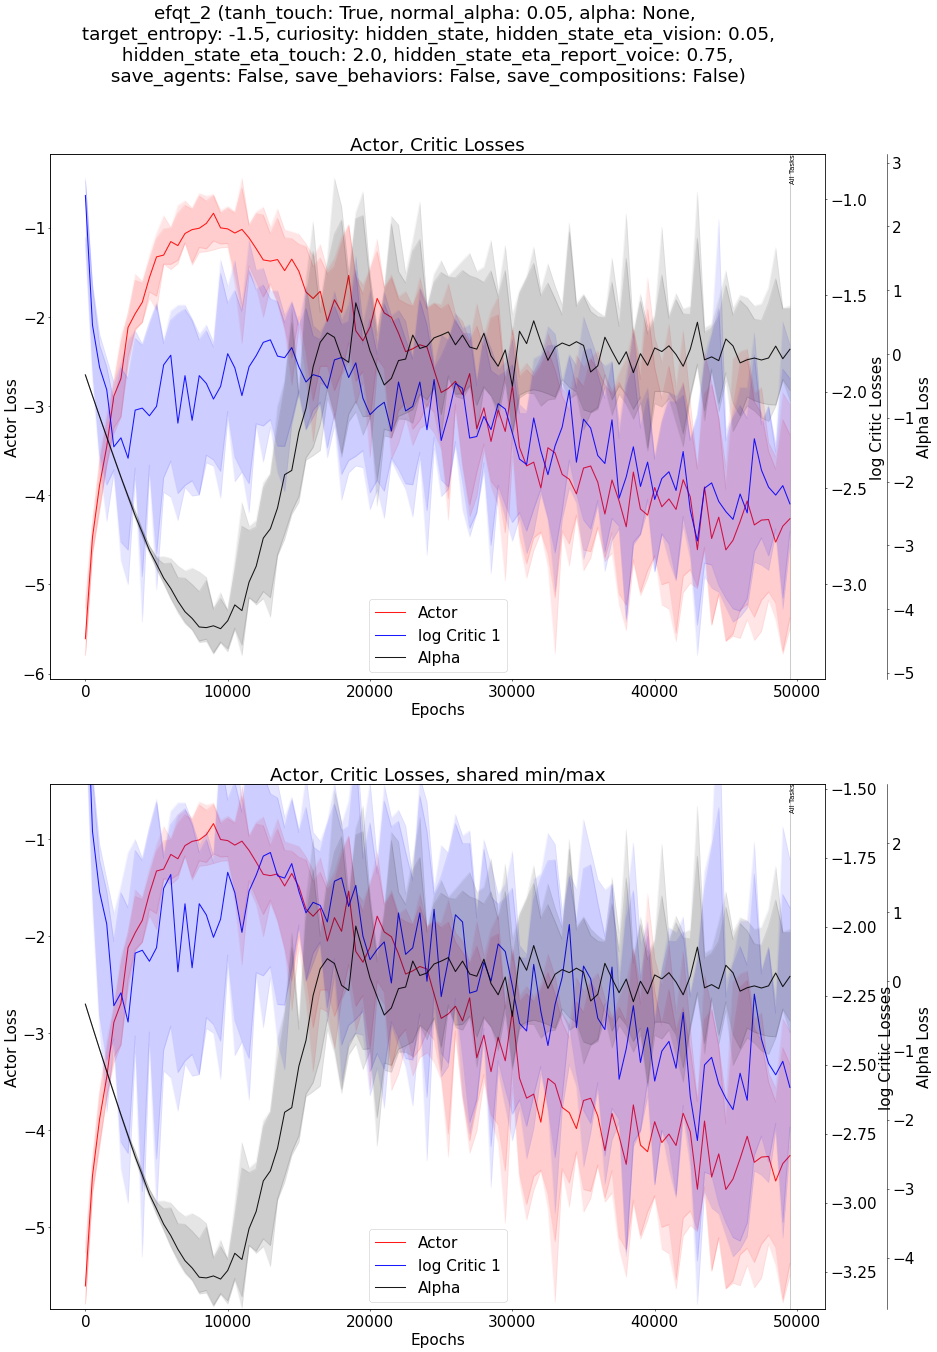 efqt_2 (tanh_touch: True, normal_alpha: 0.05, alpha: None,
target_entropy: -1.5, curiosity: hidden_state, hidden_state_eta_vision: 0.05,
hidden_state_eta_touch: 2.0, hidden_state_eta_report_voice: 0.75,
save_agents: False, save_behaviors: False, save_compositions: False)
Actor, Critic Losses
All Tasks
Actor Loss
−1
−2
−3
−4
−5
−6
log Critic Losses
−1.0
−1.5
−2.0
−2.5
−3.0
Alpha Loss
3
2
1
0
−1
−2
−3
−4
−5
Actor
log Critic 1
Alpha
0
10000
20000
30000
40000
50000
Epochs
Actor, Critic Losses, shared min/max
All Tasks
Actor Loss
−1
−2
−3
−4
−5
log Critic Losses
−1.50
−1.75
−2.00
−2.25
−2.50
−2.75
−3.00
−3.25
Alpha Loss
2
1
0
−1
−2
−3
−4
Actor
log Critic 1
Alpha
0
10000
20000
30000
40000
50000
Epochs